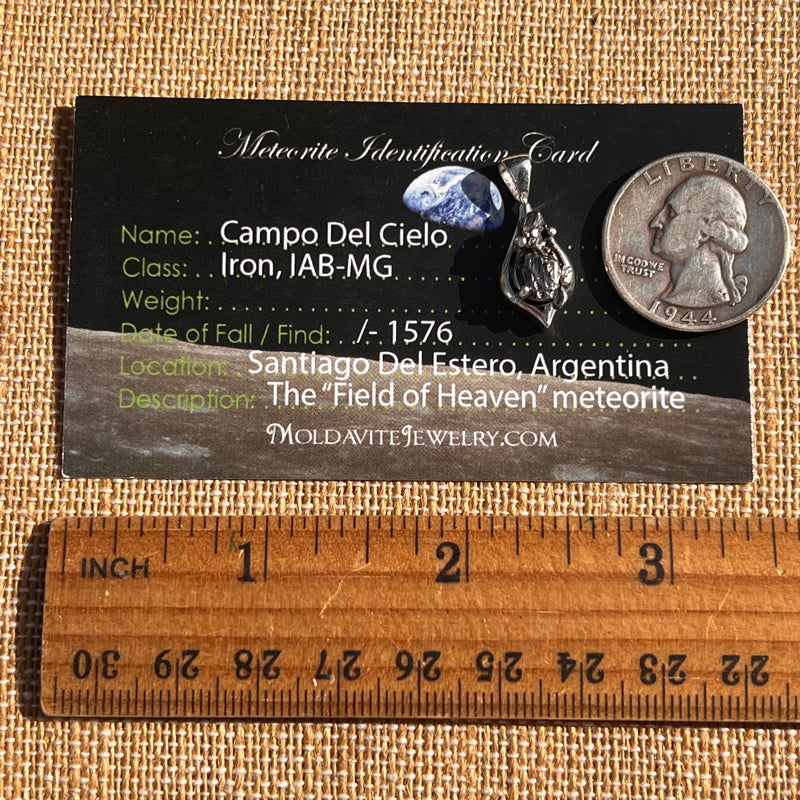 Meteorite Identification Card
Name: . Campo Del Cielo
Class: . . Iron, IAB-MG
Weight: . . . . . . . . . . . . . . . . . . . . .
Date of Fall / Find: . ./- 1576
Location: . Santiago Del Estero, Argentina . .
Description: . The "Field of Heaven" meteorite
MoldaviteJewelry.com
LIBERTY
IN GOD WE
TRUST
1944
INCH 1 2 3
30 29 28 27 26 25 24 23 22